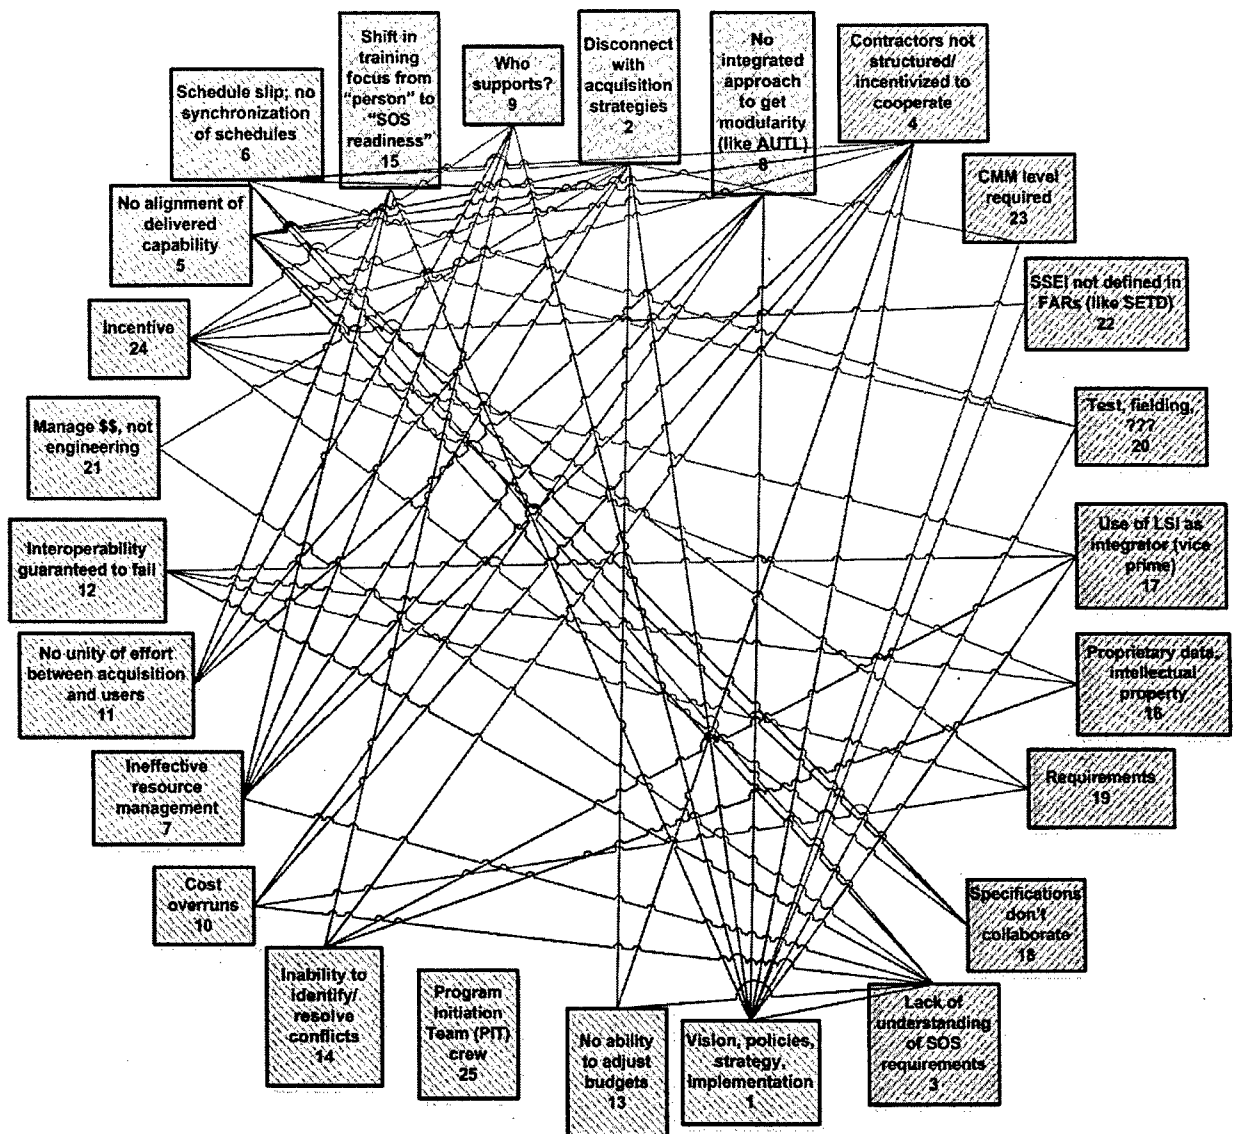 Shift in
training
focus from
"person" to
"SOS
readiness"
15
Who
supports?
9
Disconnect
with
acquisition
strategies
2
No
integrated
approach
to get
modularity
(like AUTL)
8
Contractors not
structured/
incentivized to
cooperate
4
Schedule slip; no
synchronization
of schedules
6
CMM level
required
23
No alignment of
delivered
capability
5
SSEI not defined in
FARs (like SETD)
22
Incentive
24
Test, fielding,
???
20
Manage $$, not
engineering
21
Use of LSI as
integrator (vice
prime)
17
Interoperability
guaranteed to fail
12
No unity of effort
between acquisition
and users
11
Proprietary data,
intellectual
property
16
Ineffective
resource
management
7
Requirements
19
Cost
overruns
10
Specifications
don't
collaborate
18
Inability to
identify/
resolve
conflicts
14
Program
Initiation
Team (PIT)
crew
25
No ability
to adjust
budgets
13
Vision, policies,
strategy,
implementation
1
Lack of
understanding
of SOS
requirements
3